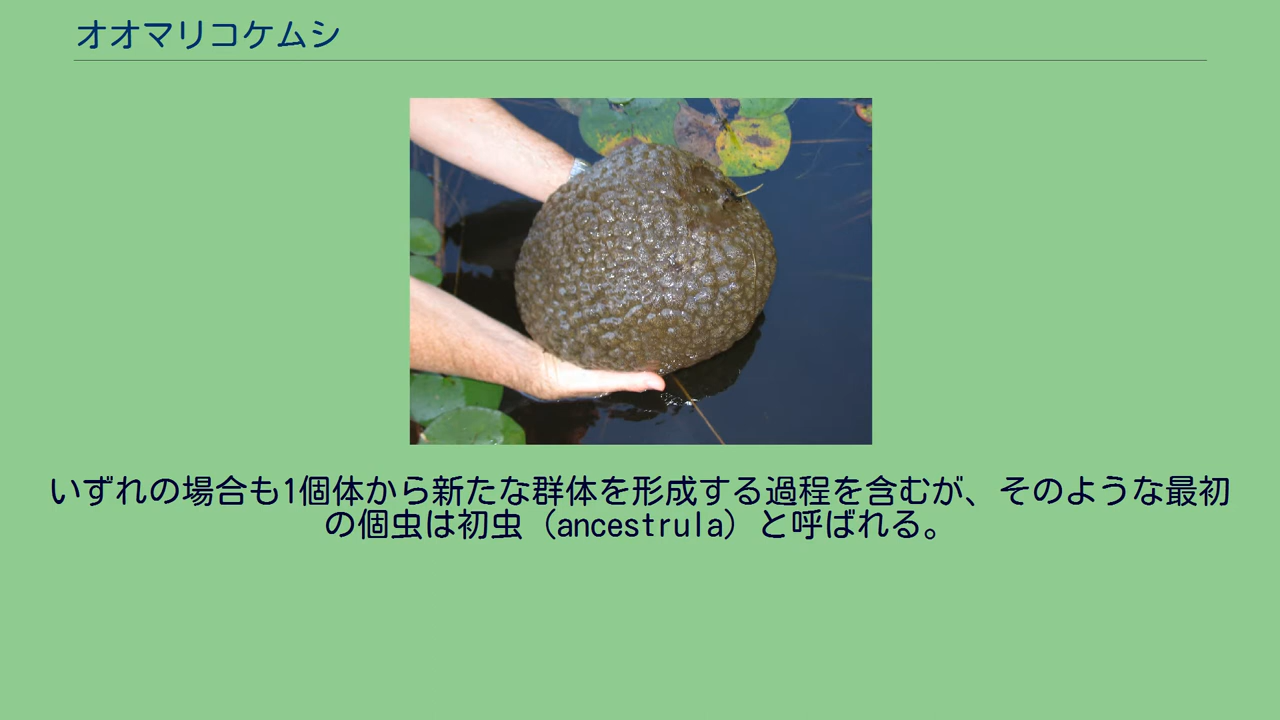 オオマリコケムシ
いずれの場合も1個体から新たな群体を形成する過程を含むが、そのような最初
の個虫は初虫（ancestrula）と呼ばれる。